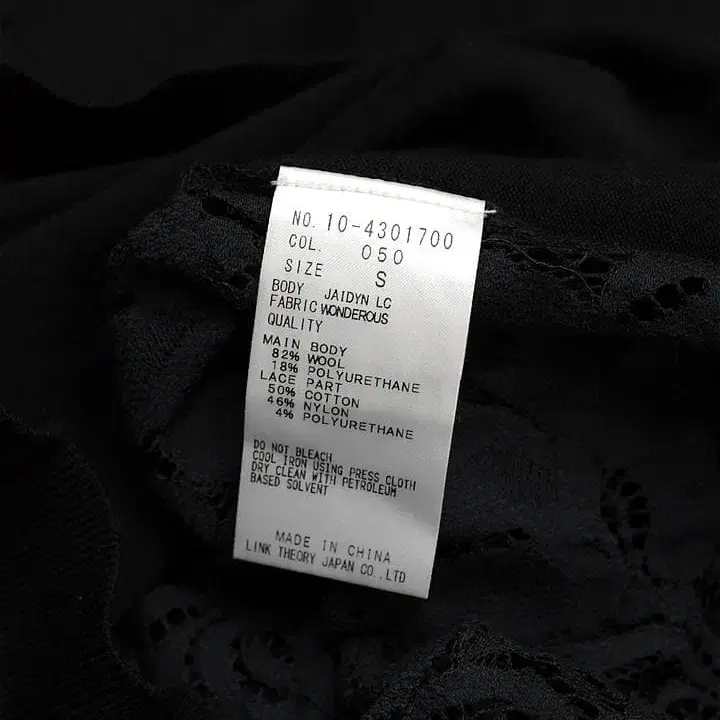 NO. 10-4301700
COL. 050
SIZE S
BODY JAIDYN LC
FABRIC WONDEROUS
QUALITY
MAIN BODY
82% WOOL
18% POLYURETHANE
LACE PART
50% COTTON
46% NYLON
4% POLYURETHANE
DO NOT BLEACH
COOL IRON USING PRESS CLOTH
DRY CLEAN WITH PETROLEUM
BASED SOLVENT
MADE IN CHINA
LINK THEORY JAPAN CO.,LTD